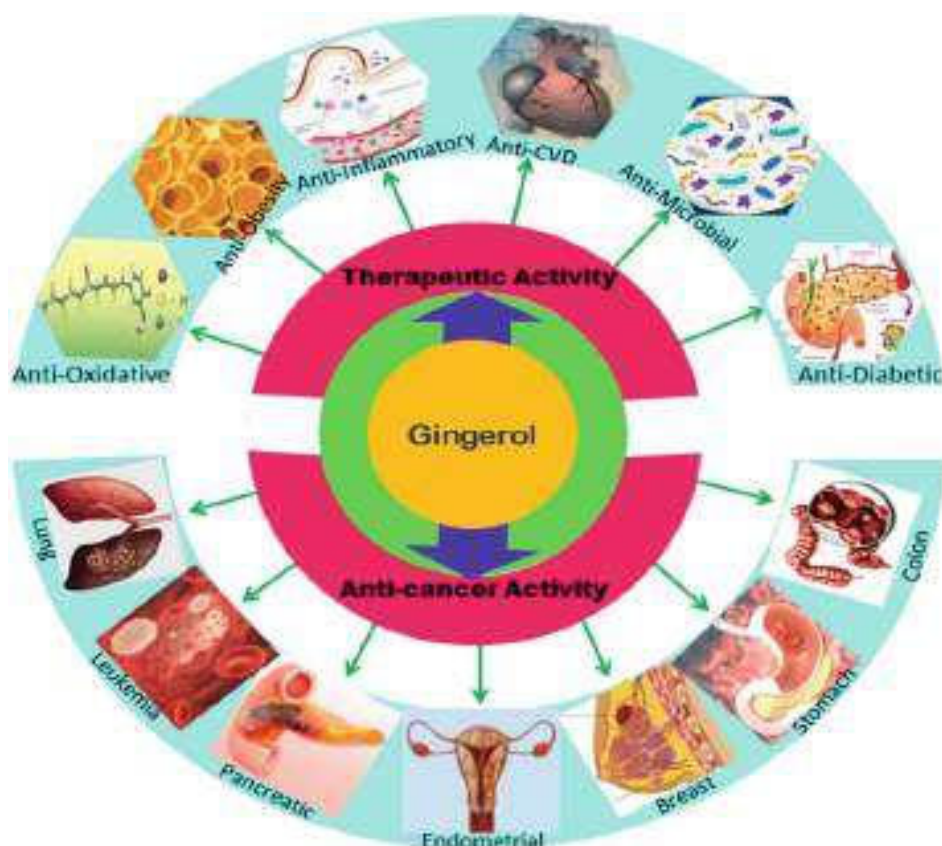 Anti-Inflammatory
Anti-CVD
Anti-Obesity
Anti-Microbial
Therapeutic Activity
Anti-Oxidative
Anti-Diabetic
Gingerol
Lung
Colon
Anti-cancer Activity
Leukemia
Stomach
Pancreatic
Breast
Endometrial